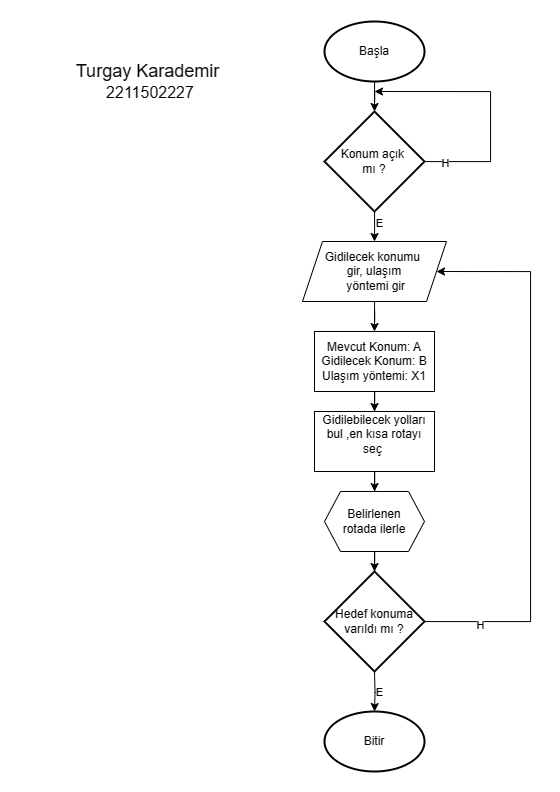 Başla
Turgay Karademir
2211502227
Konum açık
mı ?
H
E
Gidilecek konumu
gir, ulaşım
yöntemi gir
Mevcut Konum: A
Gidilecek Konum: B
Ulaşım yöntemi: X1
Gidilebilecek yolları
bul ,en kısa rotayı
seç
Belirlenen
rotada ilerle
Hedef konuma
varıldı mı ?
H
E
Bitir